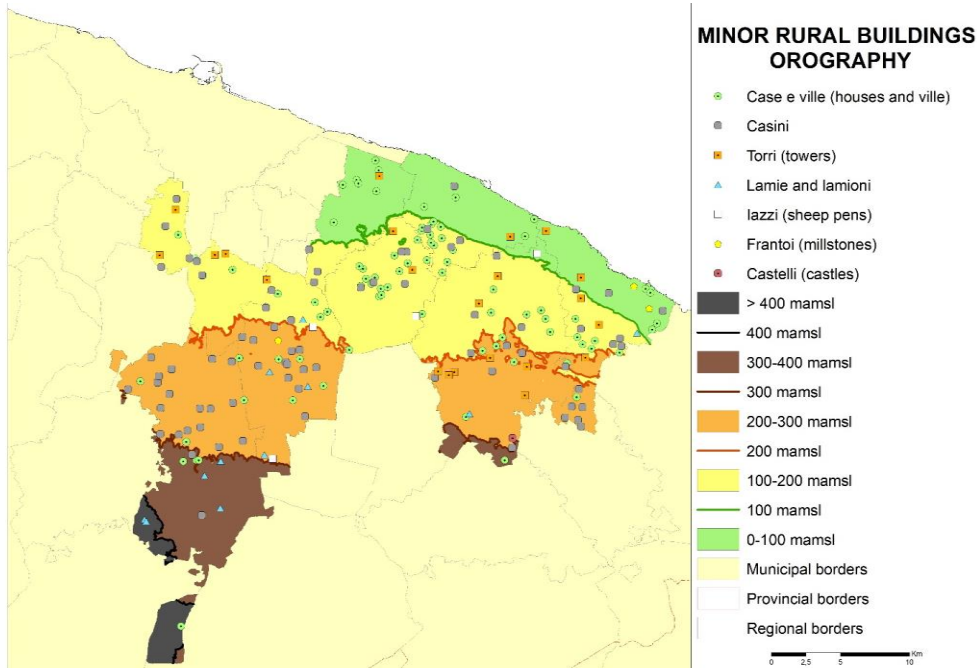 MINOR RURAL BUILDINGS
OROGRAPHY
Case e ville (houses and ville)
Casini
Torri (towers)
Lamie and lamioni
Iazzi (sheep pens)
Frantoi (millstones)
Castelli (castles)
> 400 mamsl
400 mamsl
300-400 mamsl
300 mamsl
200-300 mamsl
200 mamsl
100-200 mamsl
100 mamsl
0-100 mamsl
Municipal borders
Provincial borders
Regional borders
Km
0 2,5 5 10